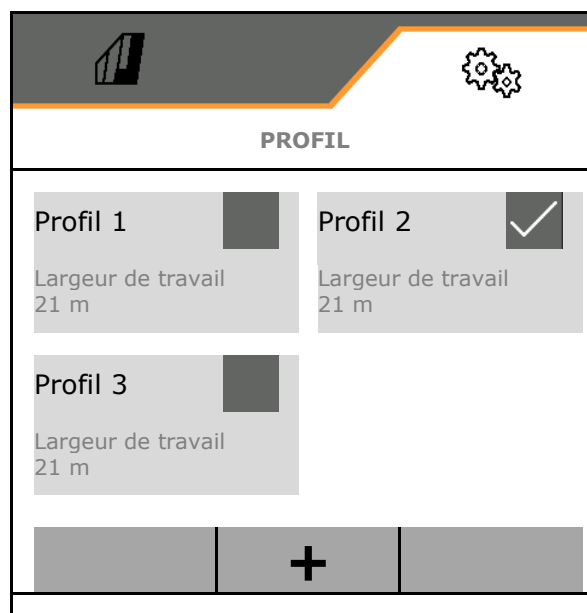 PROFIL
Profil 1
Largeur de travail
21 m
Profil 2
Largeur de travail
21 m
Profil 3
Largeur de travail
21 m
+